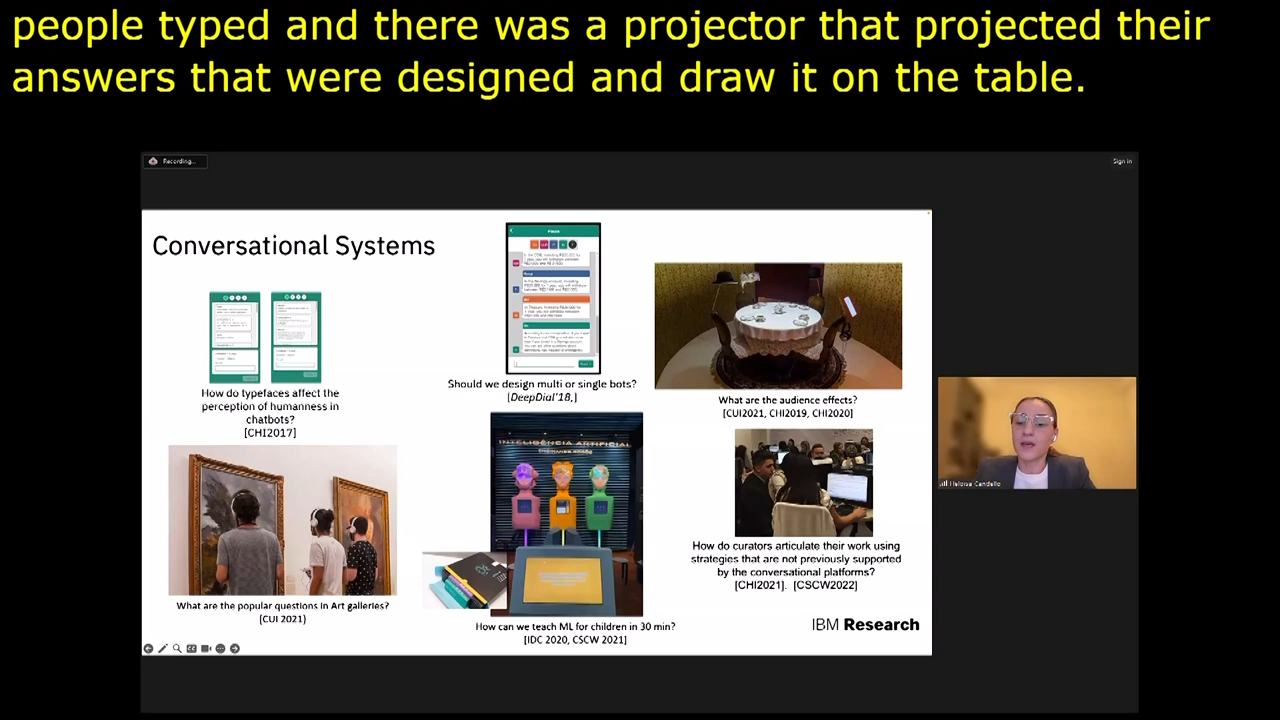 people typed and there was a projector that projected their
answers that were designed and draw it on the table.
Recording...
Sign in
Conversational Systems
How do typefaces affect the
perception of humanness in
chatbots?
[CHI2017]
Should we design multi or single bots?
[DeepDial'18,]
What are the audience effects?
[CUI2021, CHI2019, CHI2020]
What are the popular questions in Art galleries?
[CUI 2021)
INTELIGÊNCIA ARTIFICIAL
How can we teach ML for children in 30 min?
[IDC 2020, CSCW 2021]
How do curators articulate their work using
strategies that are not previously supported
by the conversational platforms?
[CHI2021]. [CSCW2022]
IBM Research
Heloisa Candello